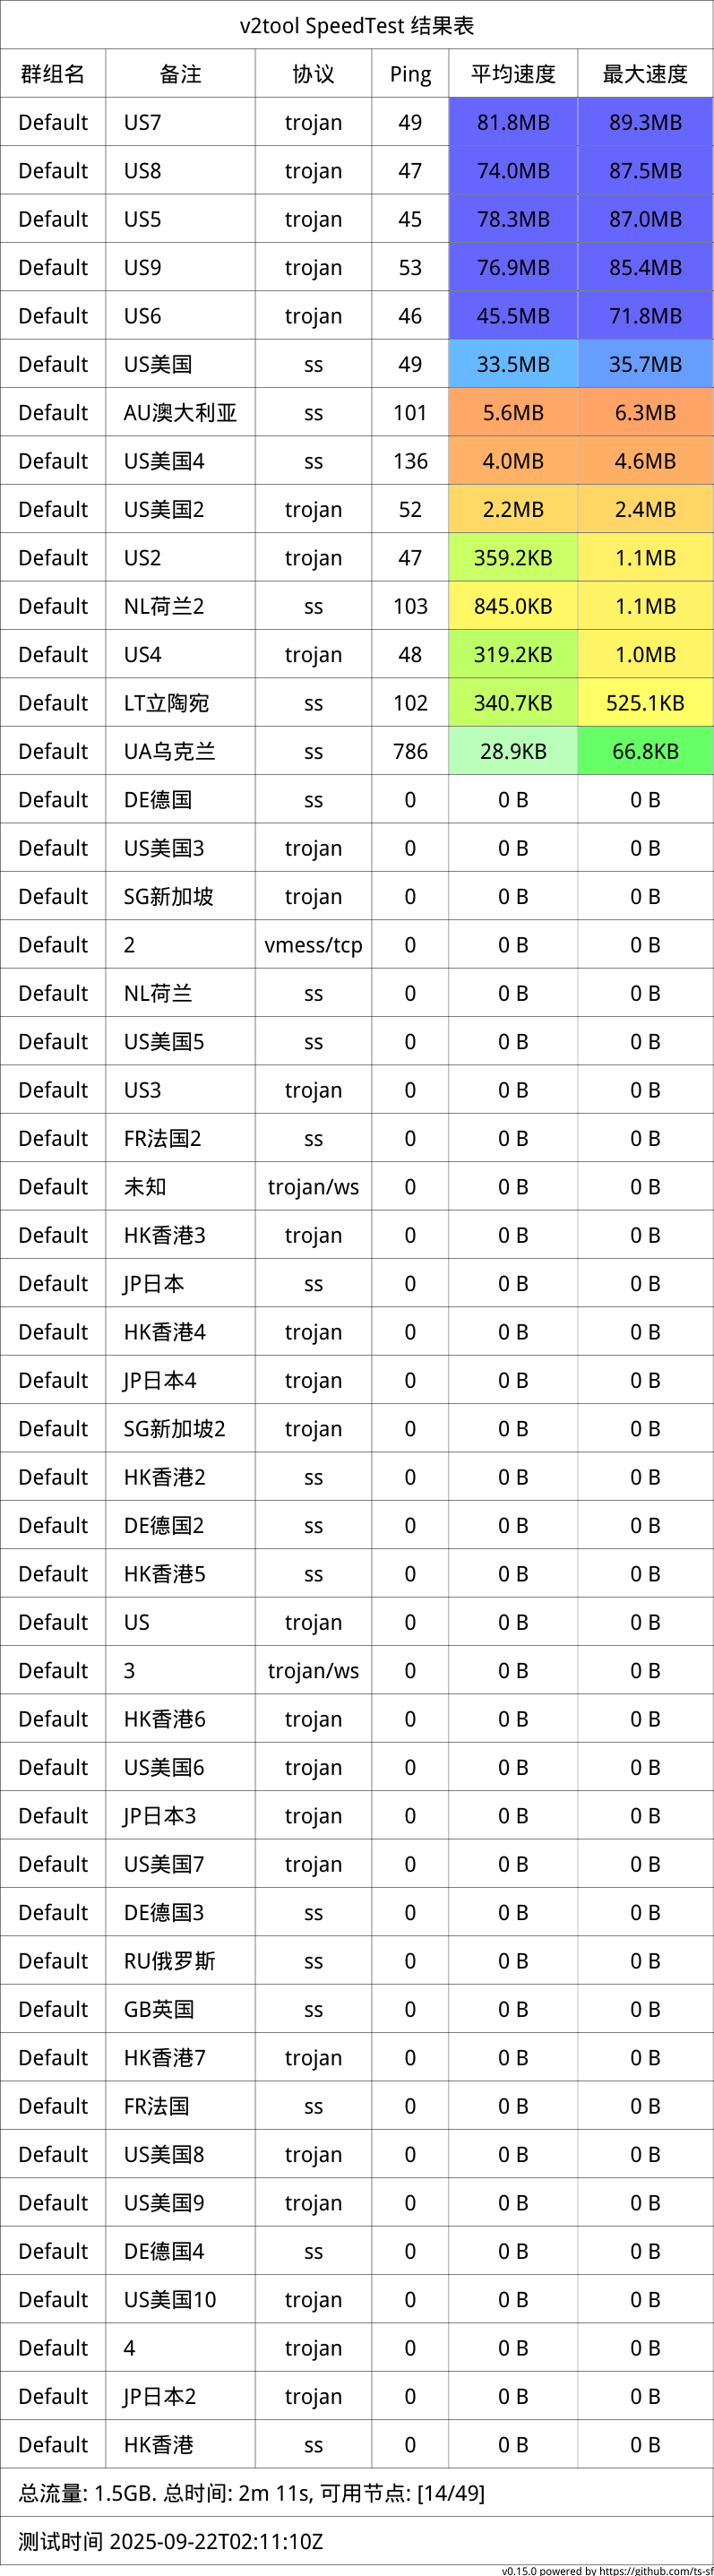 v2tool SpeedTest 结果表
群组名 备注 协议 Ping 平均速度 最大速度
Default US7 trojan 49 81.8MB 89.3MB
Default US8 trojan 47 74.0MB 87.5MB
Default US5 trojan 45 78.3MB 87.0MB
Default US9 trojan 53 76.9MB 85.4MB
Default US6 trojan 46 45.5MB 71.8MB
Default US美国 ss 49 33.5MB 35.7MB
Default AU澳大利亚 ss 101 5.6MB 6.3MB
Default US美国4 ss 136 4.0MB 4.6MB
Default US美国2 trojan 52 2.2MB 2.4MB
Default US2 trojan 47 359.2KB 1.1MB
Default NL荷兰2 ss 103 845.0KB 1.1MB
Default US4 trojan 48 319.2KB 1.0MB
Default LT立陶宛 ss 102 340.7KB 525.1KB
Default UA乌克兰 ss 786 28.9KB 66.8KB
Default DE德国 ss 0 0 B 0 B
Default US美国3 trojan 0 0 B 0 B
Default SG新加坡 trojan 0 0 B 0 B
Default 2 vmess/tcp 0 0 B 0 B
Default NL荷兰 ss 0 0 B 0 B
Default US美国5 ss 0 0 B 0 B
Default US3 trojan 0 0 B 0 B
Default FR法国2 ss 0 0 B 0 B
Default 未知 trojan/ws 0 0 B 0 B
Default HK香港3 trojan 0 0 B 0 B
Default JP日本 ss 0 0 B 0 B
Default HK香港4 trojan 0 0 B 0 B
Default JP日本4 trojan 0 0 B 0 B
Default SG新加坡2 trojan 0 0 B 0 B
Default HK香港2 ss 0 0 B 0 B
Default DE德国2 ss 0 0 B 0 B
Default HK香港5 ss 0 0 B 0 B
Default US trojan 0 0 B 0 B
Default 3 trojan/ws 0 0 B 0 B
Default HK香港6 trojan 0 0 B 0 B
Default US美国6 trojan 0 0 B 0 B
Default JP日本3 trojan 0 0 B 0 B
Default US美国7 trojan 0 0 B 0 B
Default DE德国3 ss 0 0 B 0 B
Default RU俄罗斯 ss 0 0 B 0 B
Default GB英国 ss 0 0 B 0 B
Default HK香港7 trojan 0 0 B 0 B
Default FR法国 ss 0 0 B 0 B
Default US美国8 trojan 0 0 B 0 B
Default US美国9 trojan 0 0 B 0 B
Default DE德国4 ss 0 0 B 0 B
Default US美国10 trojan 0 0 B 0 B
Default 4 trojan 0 0 B 0 B
Default JP日本2 trojan 0 0 B 0 B
Default HK香港 ss 0 0 B 0 B
总流量: 1.5GB. 总时间: 2m 11s, 可用节点: [14/49]
测试时间 2025-09-22T02:11:10Z
v0.15.0 powered by https://github.com/ts-sf